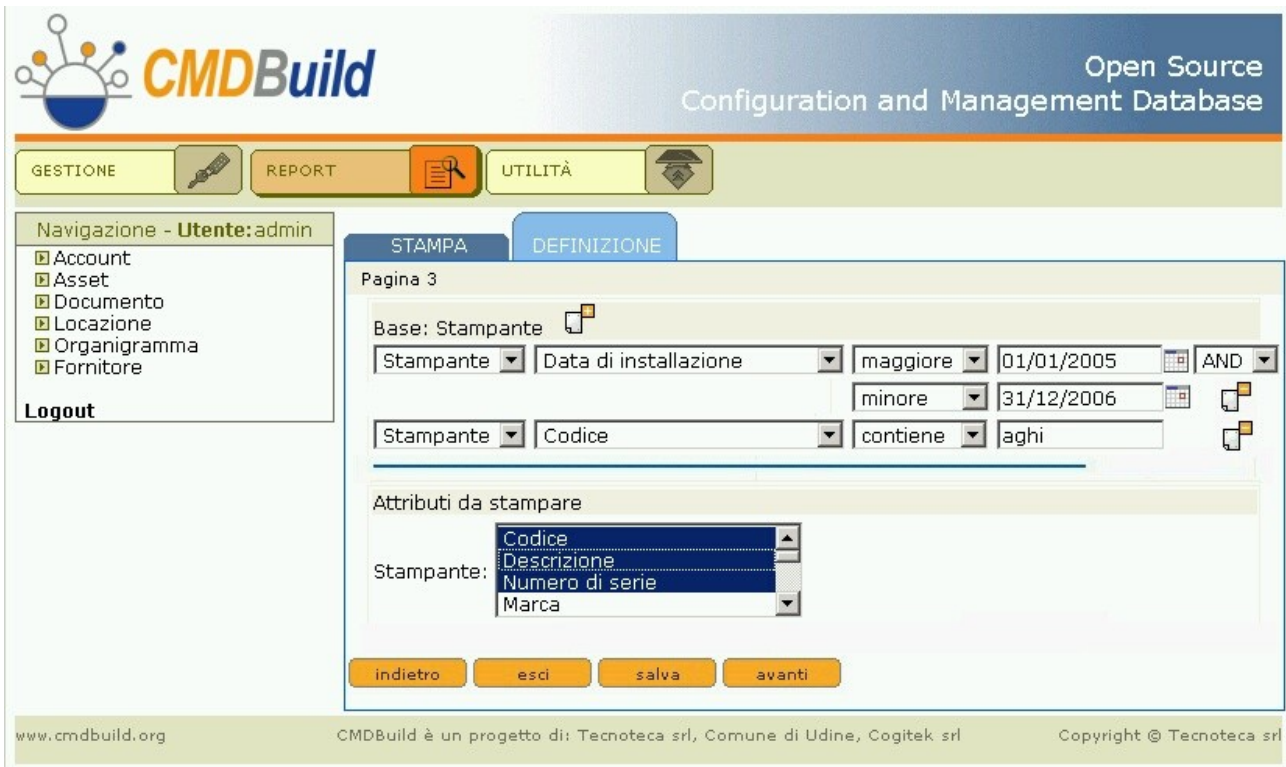 CMDBuild
Open Source
Configuration and Management Database
GESTIONE REPORT UTILITÀ
Navigazione - Utente:admin
Account
Asset
Documento
Locazione
Organigramma
Fornitore
Logout
STAMPA DEFINIZIONE
Pagina 3
Base: Stampante
Stampante Data di installazione maggiore 01/01/2005 AND
minore 31/12/2006
Stampante Codice contiene aghi
Attributi da stampare
Stampante:
Codice
Descrizione
Numero di serie
Marca
indietro esci salva avanti
www.cmdbuild.org CMDBuild è un progetto di: Tecnoteca srl, Comune di Udine, Cogitek srl Copyright © Tecnoteca srl